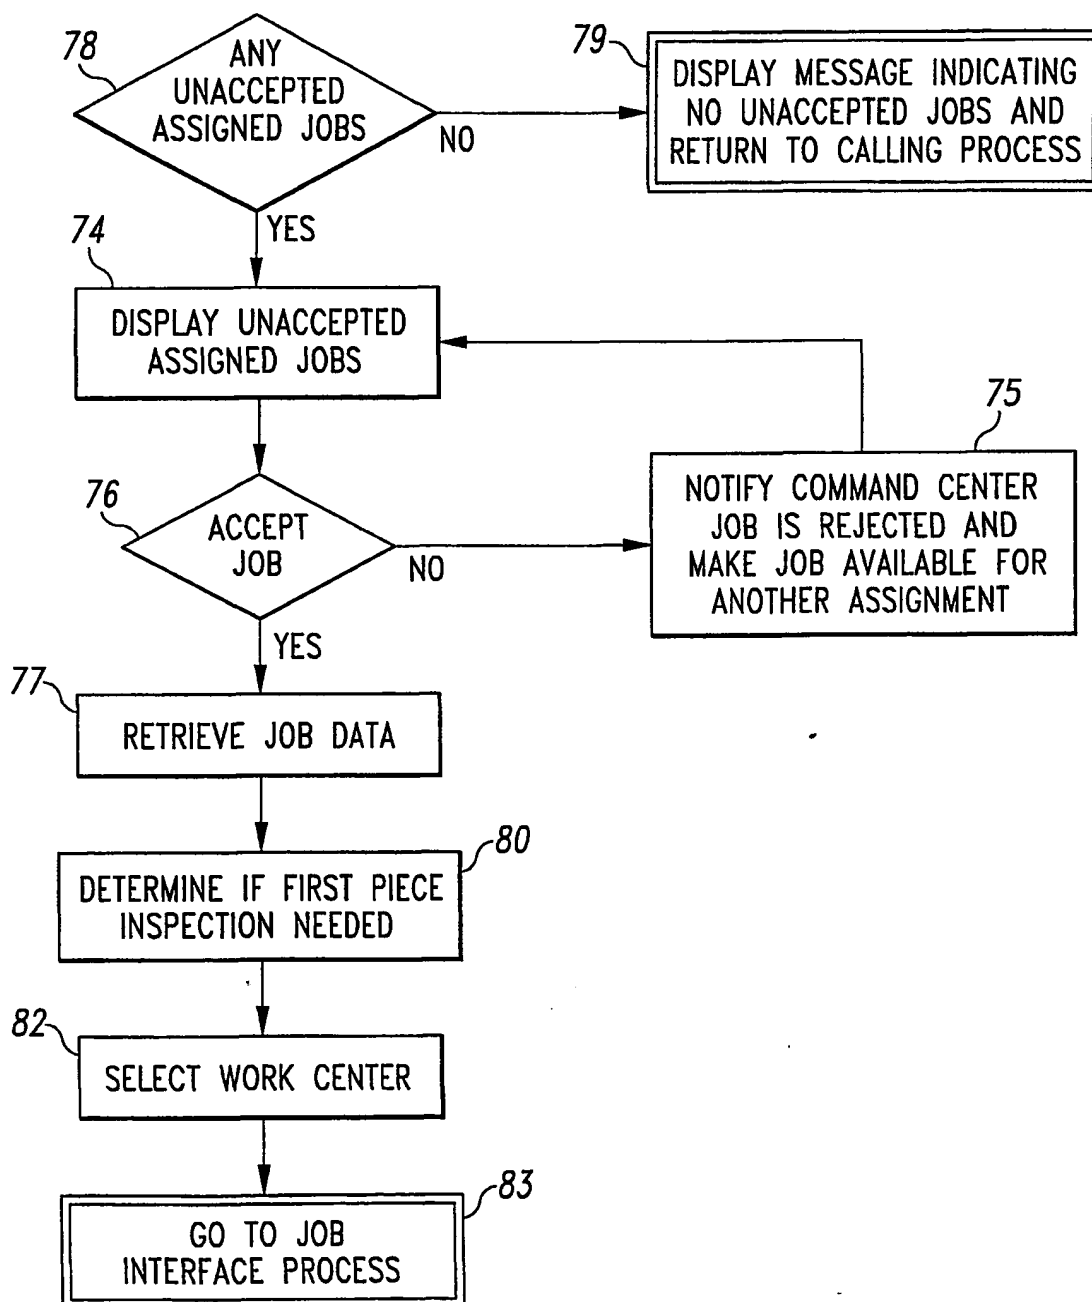 78
ANY
UNACCEPTED
ASSIGNED JOBS
NO
79
DISPLAY MESSAGE INDICATING
NO UNACCEPTED JOBS AND
RETURN TO CALLING PROCESS
YES
74
DISPLAY UNACCEPTED
ASSIGNED JOBS
75
NOTIFY COMMAND CENTER
JOB IS REJECTED AND
MAKE JOB AVAILABLE FOR
ANOTHER ASSIGNMENT
76
ACCEPT
JOB
NO
YES
77
RETRIEVE JOB DATA
80
DETERMINE IF FIRST PIECE
INSPECTION NEEDED
82
SELECT WORK CENTER
83
GO TO JOB
INTERFACE PROCESS